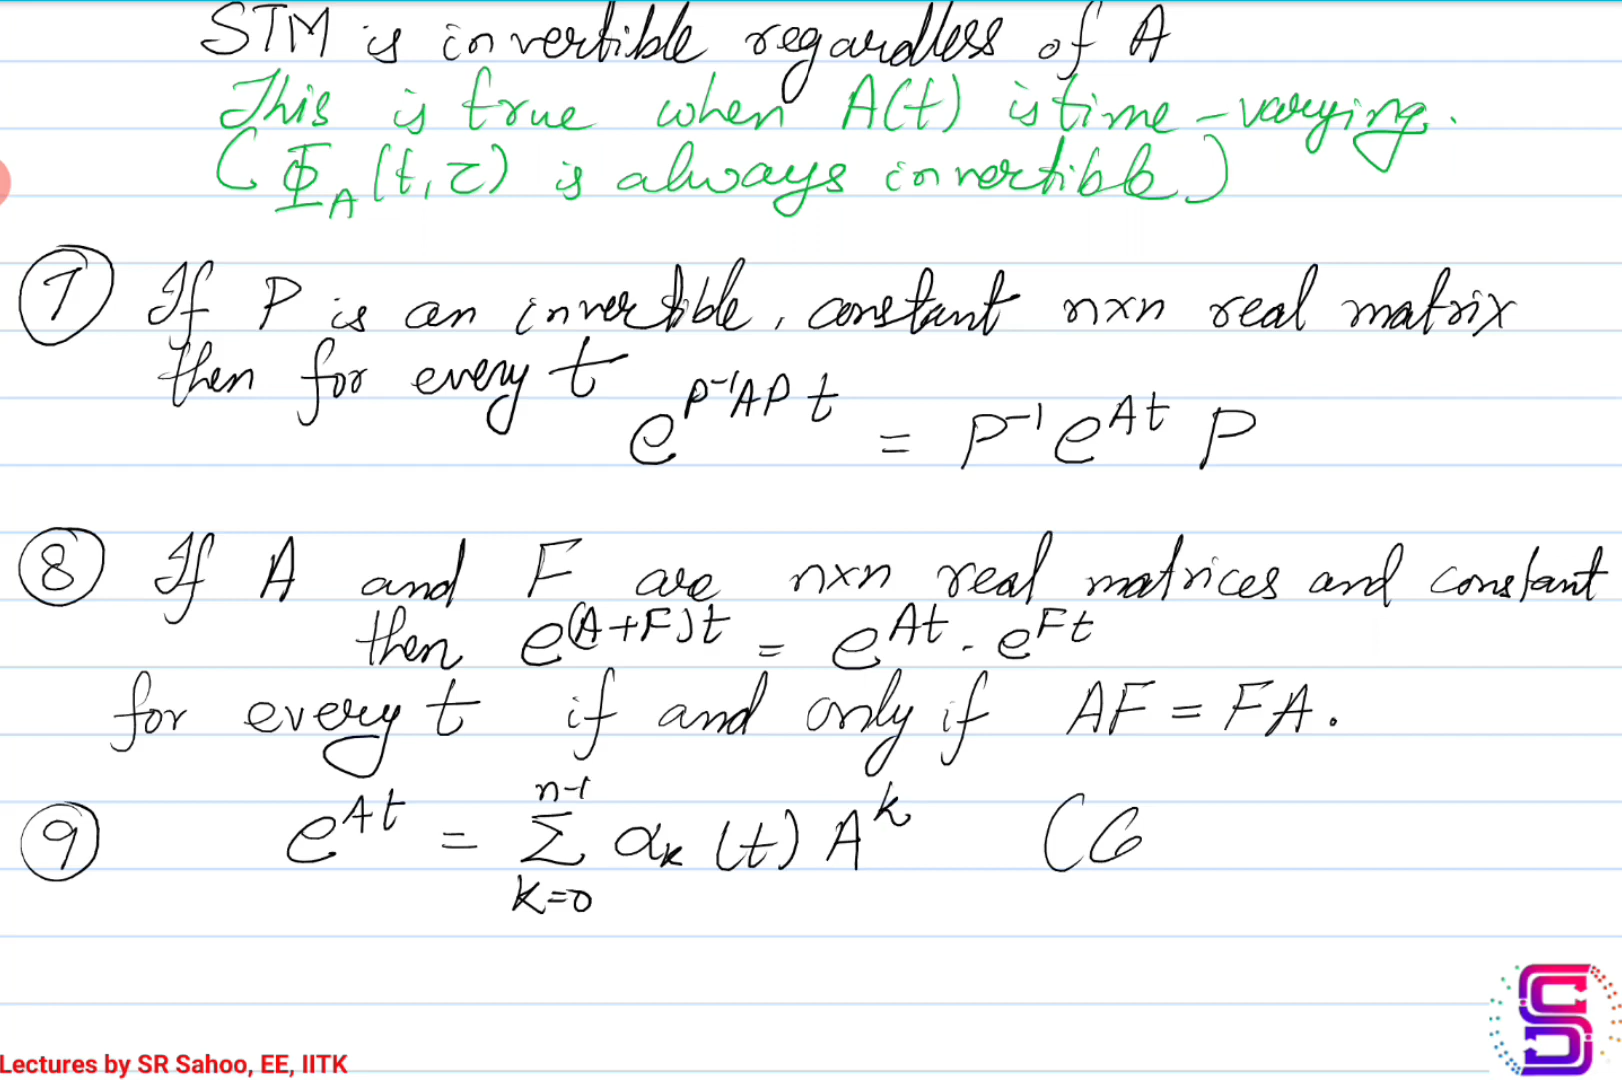 STM is invertible regardless of A
This is true when A(t) is time-varying.
( Φ_A (t, τ) is always invertible )
⑦ If P is an invertible, constant n×n real matrix
then for every t
e^{P⁻¹AP t} = P⁻¹ e^{At} P
⑧ If A and F are n×n real matrices and constant
then e^{(A+F)t} = e^{At} . e^{Ft}
for every t if and only if AF = FA.
⑨ e^{At} = Σ_{k=0}^{n-1} α_k (t) A^k (C
Lectures by SR Sahoo, EE, IITK